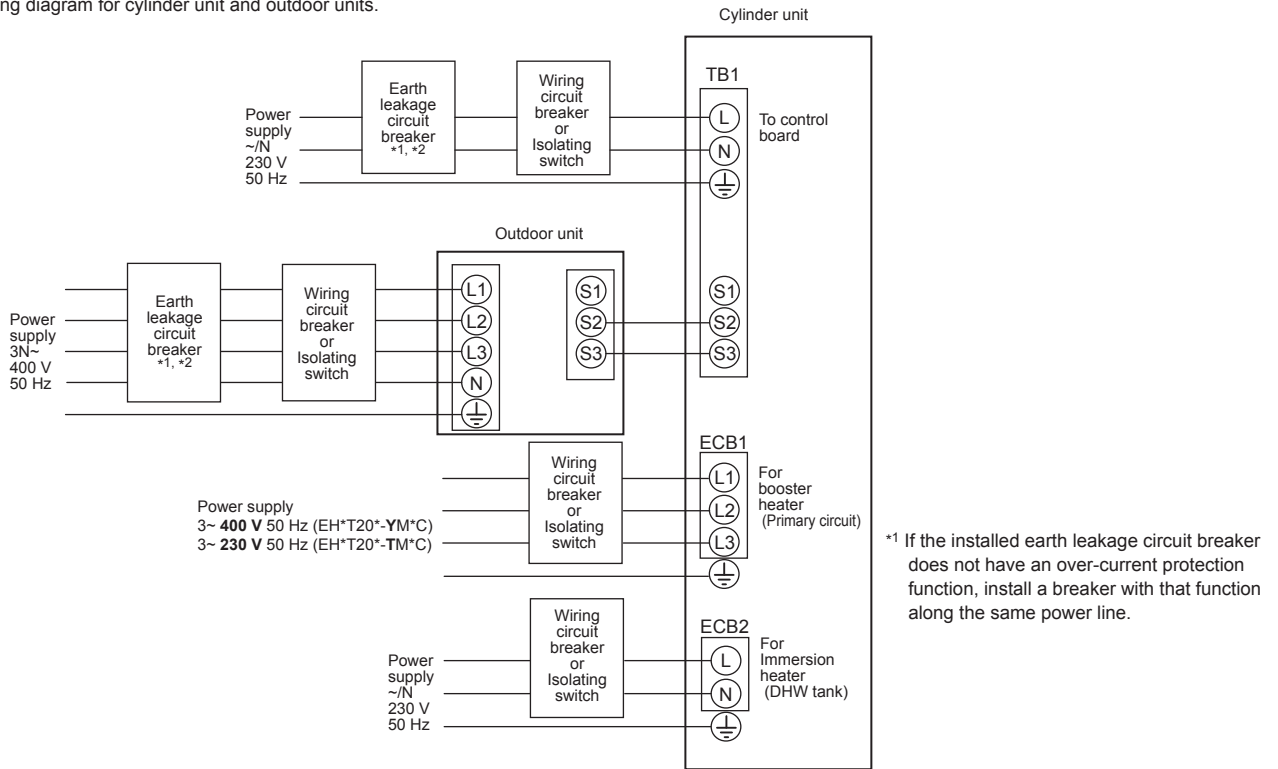 ng diagram for cylinder unit and outdoor units.
Cylinder unit
Power
supply
~/N
230 V
50 Hz
Earth
leakage
circuit
breaker
*1, *2
Wiring
circuit
breaker
or
Isolating
switch
TB1
L
N
To control
board
S1
S2
S3
Outdoor unit
Power
supply
3N~
400 V
50 Hz
Earth
leakage
circuit
breaker
*1, *2
Wiring
circuit
breaker
or
Isolating
switch
L1
L2
L3
N
S1
S2
S3
Power supply
3~ 400 V 50 Hz (EH*T20*-YM*C)
3~ 230 V 50 Hz (EH*T20*-TM*C)
Wiring
circuit
breaker
or
Isolating
switch
ECB1
L1
L2
L3
For
booster
heater
(Primary circuit)
Power
supply
~/N
230 V
50 Hz
Wiring
circuit
breaker
or
Isolating
switch
ECB2
L
N
For
Immersion
heater
(DHW tank)
*1 If the installed earth leakage circuit breaker
does not have an over-current protection
function, install a breaker with that function
along the same power line.